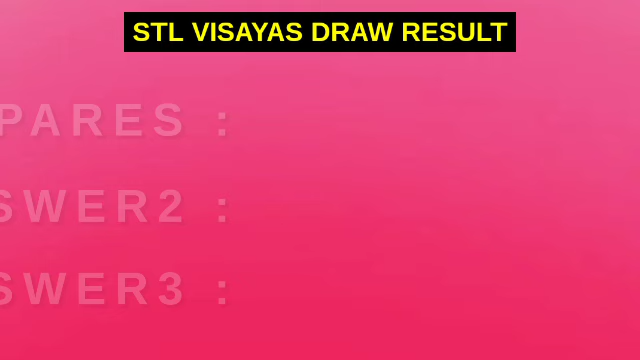 STL VISAYAS DRAW RESULT
PARES :
SWER2 :
SWER3 :